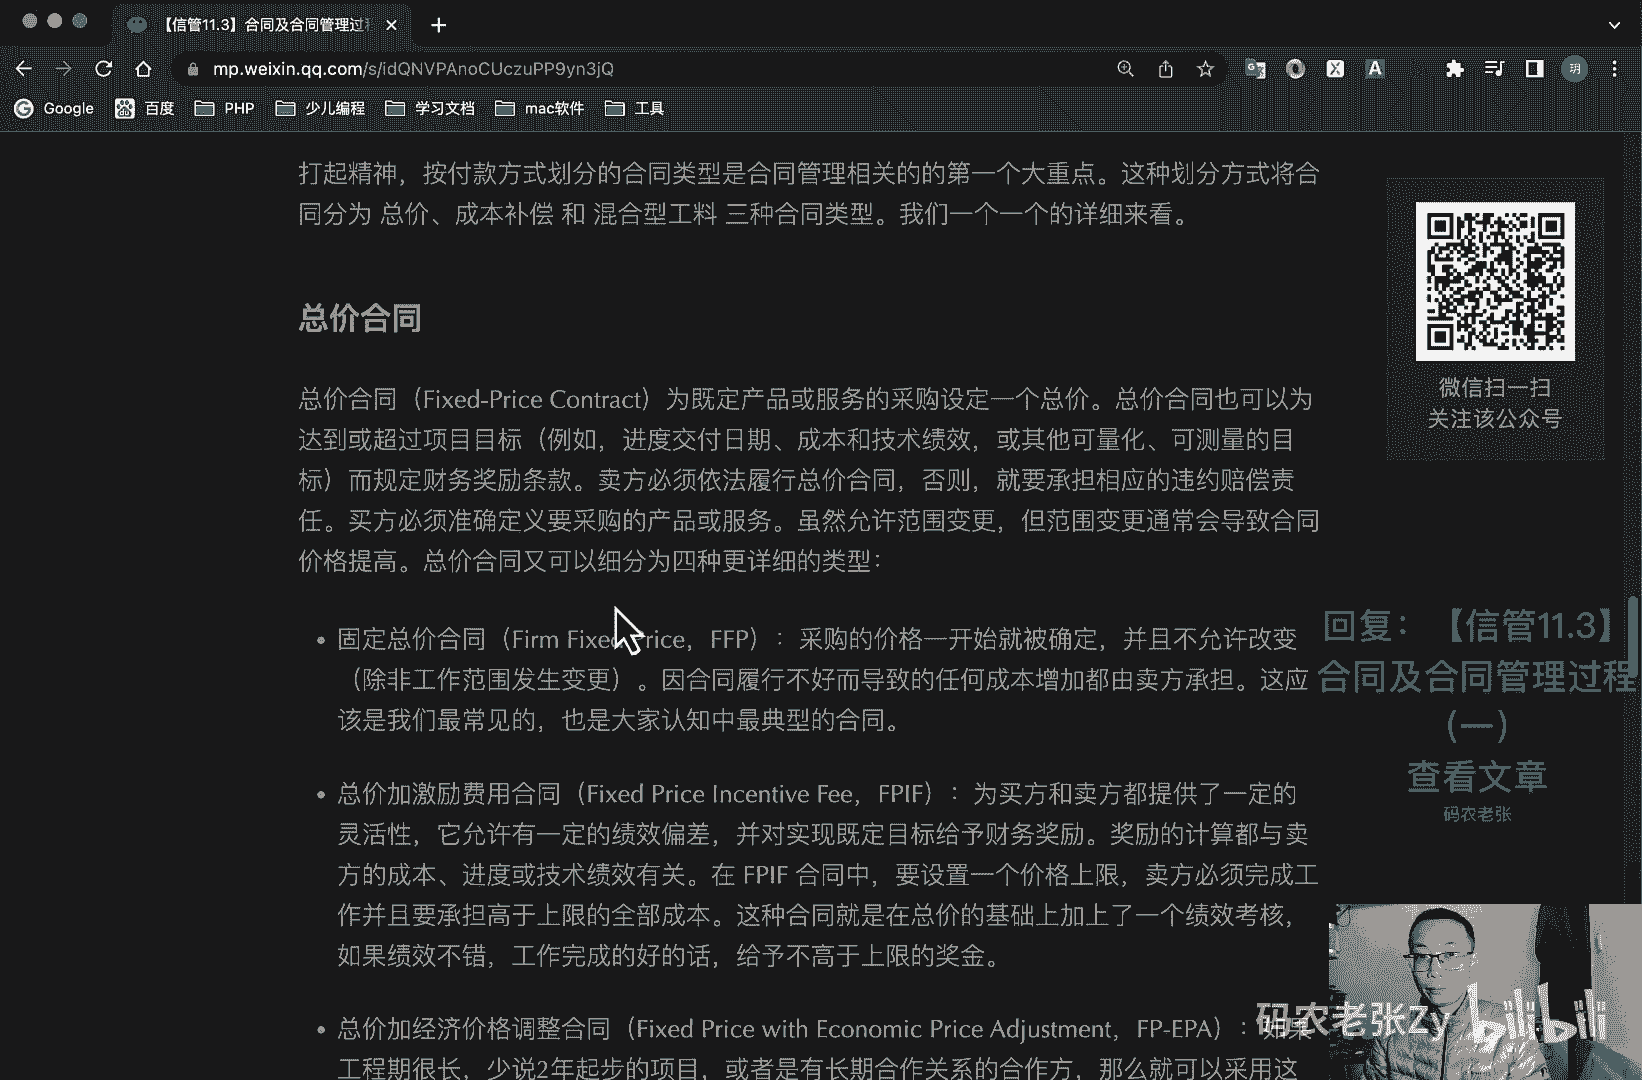 【信管11.3】合同及合同管理过程
mp.weixin.qq.com/s/idQNVPAnoCUczuPP9yn3jQ
玥
Google 百度 PHP 少儿编程 学习文档 mac软件 工具
打起精神，按付款方式划分的合同类型是合同管理相关的的第一个大重点。这种划分方式将合
同分为 总价、成本补偿 和 混合型工料 三种合同类型。我们一个一个的详细来看。
总价合同
总价合同（Fixed-Price Contract）为既定产品或服务的采购设定一个总价。总价合同也可以为
达到或超过项目目标（例如，进度交付日期、成本和技术绩效，或其他可量化、可测量的目
标）而规定财务奖励条款。卖方必须依法履行总价合同，否则，就要承担相应的违约赔偿责
任。买方必须准确定义要采购的产品或服务。虽然允许范围变更，但范围变更通常会导致合同
价格提高。总价合同又可以细分为四种更详细的类型：
• 固定总价合同（Firm Fixed Price，FFP）：采购的价格一开始就被确定，并且不允许改变
（除非工作范围发生变更）。因合同履行不好而导致的任何成本增加都由卖方承担。这应
该是我们最常见的，也是大家认知中最典型的合同。
• 总价加激励费用合同（Fixed Price Incentive Fee，FPIF）：为买方和卖方都提供了一定的
灵活性，它允许有一定的绩效偏差，并对实现既定目标给予财务奖励。奖励的计算都与卖
方的成本、进度或技术绩效有关。在 FPIF 合同中，要设置一个价格上限，卖方必须完成工
作并且要承担高于上限的全部成本。这种合同就是在总价的基础上加上了一个绩效考核，
如果绩效不错，工作完成的好的话，给予不高于上限的奖金。
• 总价加经济价格调整合同（Fixed Price with Economic Price Adjustment，FP-EPA）：如果
工程期很长，少说2年起步的项目，或者是有长期合作关系的合作方，那么就可以采用这
微信扫一扫
关注该公众号
回复：【信管11.3】
合同及合同管理过程
（一）
查看文章
码农老张
码农老张Zy bilibili